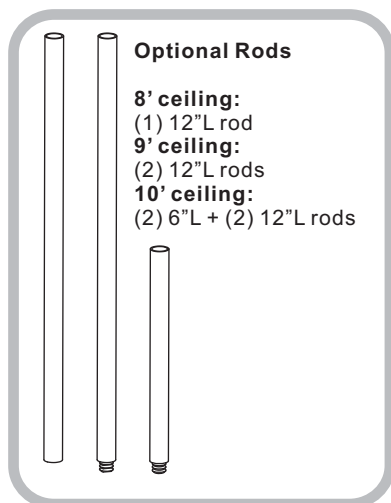 Optional Rods
8’ ceiling:
(1) 12”L rod
9’ ceiling:
(2) 12”L rods
10’ ceiling:
(2) 6”L + (2) 12”L rods